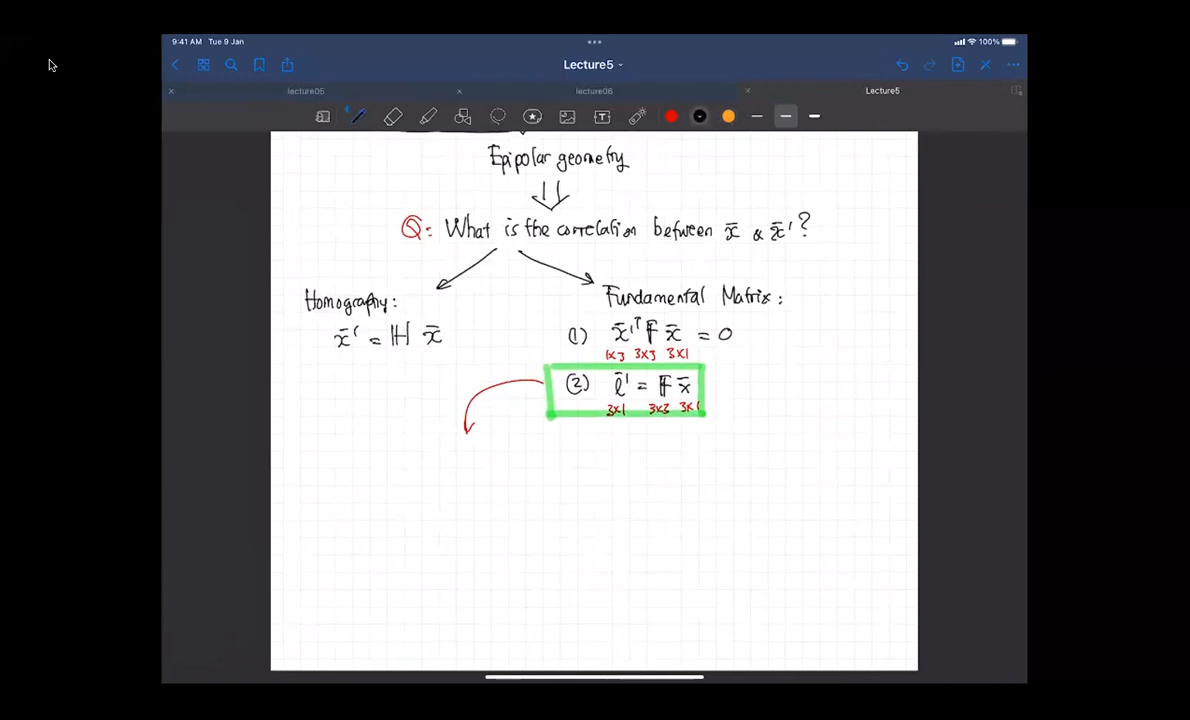 9:41 AM Tue 9 Jan
100%
Lecture5
lecture05
lecture06
Lecture5
Epipolar geometry
Q: What is the correlation between x̄ & x̄'?
Homography:
x̄' = H x̄
Fundamental Matrix:
(1) x̄'ᵀ F x̄ = 0
1x3 3x3 3x1
(2) l̄' = F x̄
3x1 3x3 3x1